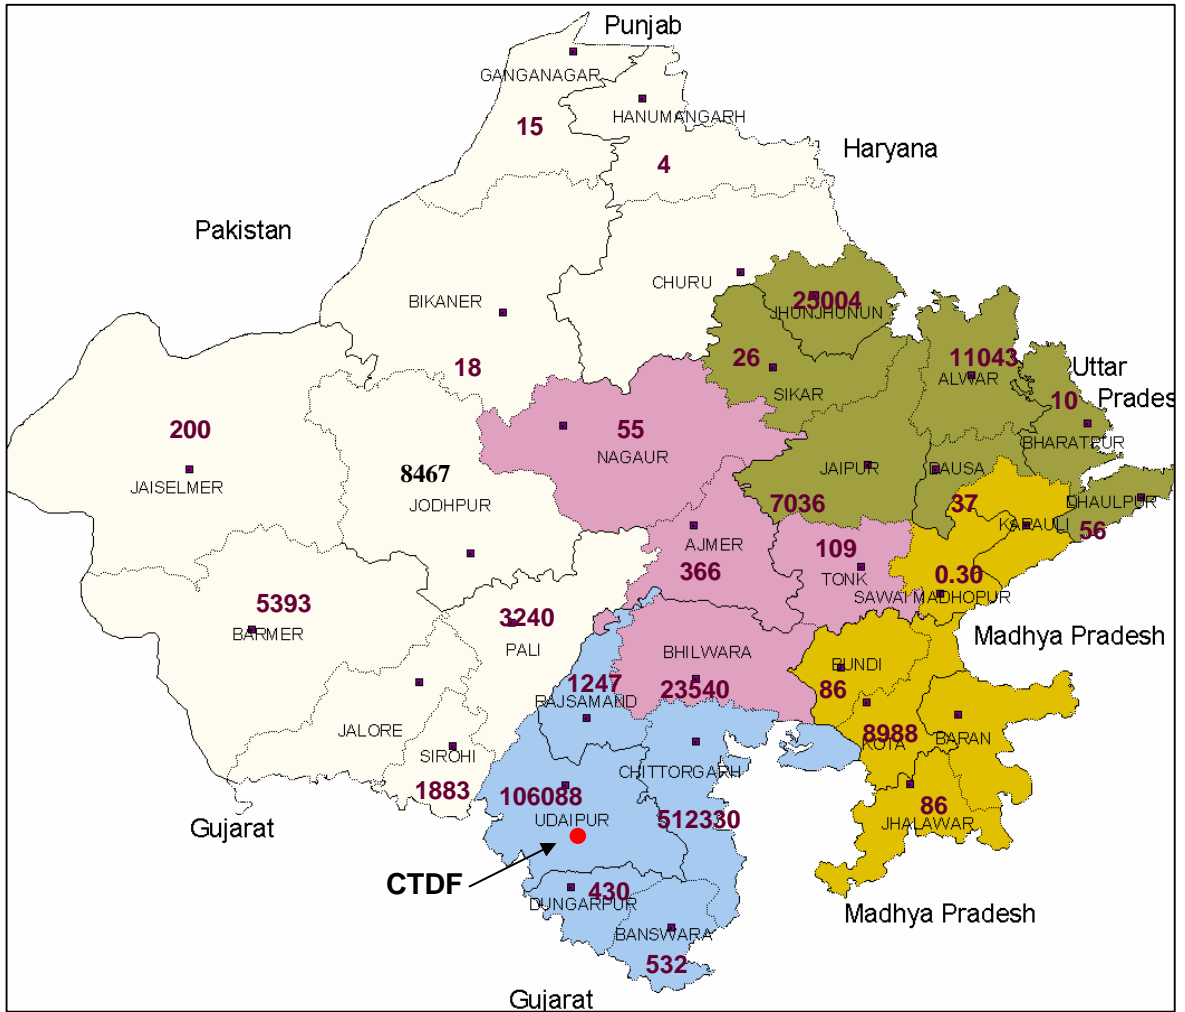 Punjab
GANGANAGAR
HANUMANGARH
15
Haryana
4
Pakistan
CHURU
BIKANER
25004
JHUNJHUNUN
26
11043
Uttar
18
ALWAR
SIKAR
Prades
10
200
55
BHARATPUR
NAGAUR
8467
JAIPUR
DAUSA
JAISELMER
JODHPUR
7036
37
DHAULPUR
KARAULI
56
AJMER
109
366
TONK
0.30
SAWAI MADHOPUR
5393
3240
BARMER
Madhya Pradesh
PALI
BHILWARA
BUNDI
1247
23540
86
RAJSAMAND
JALORE
8988
KOTA
BARAN
SIROHI
CHITTORGARH
1883
106088
86
Gujarat
UDAIPUR
512330
JHALAWAR
CTDF
430
DUNGARPUR
Madhya Pradesh
BANSWARA
532
Gujarat